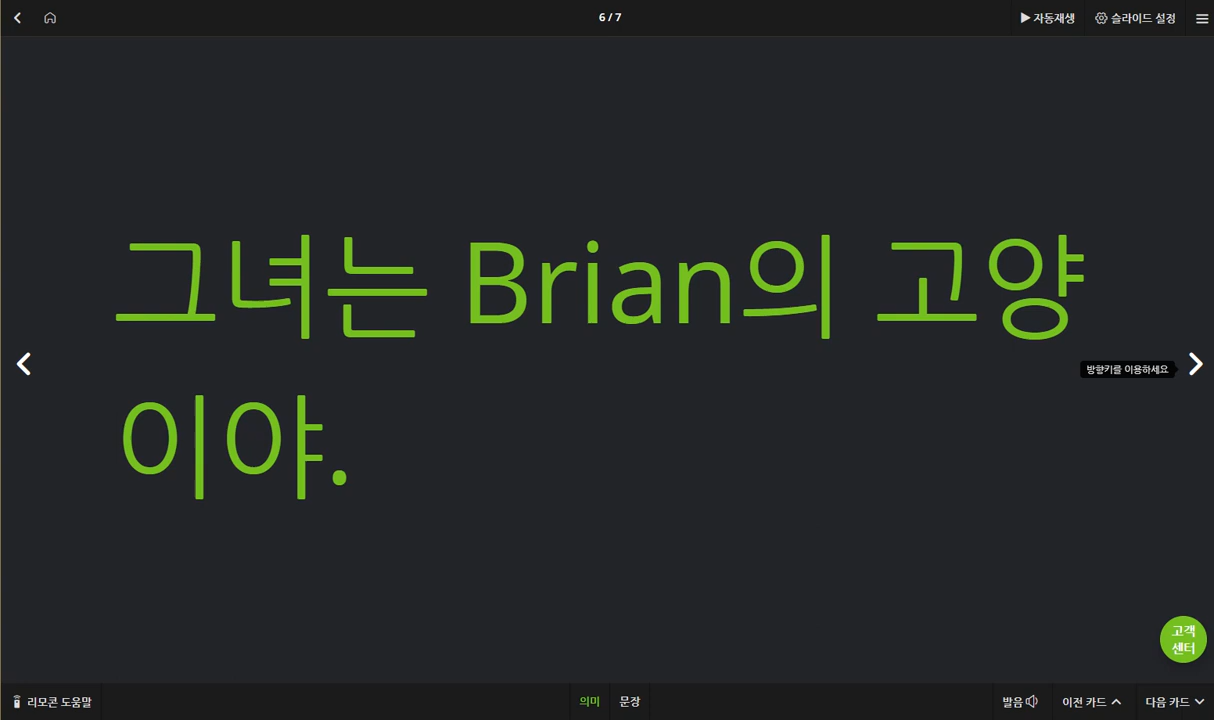 6 / 7
자동재생
슬라이드 설정
그녀는 Brian의 고양
이야.
방향키를 이용하세요
고객
센터
리모콘 도움말
의미
문장
발음
이전 카드
다음 카드